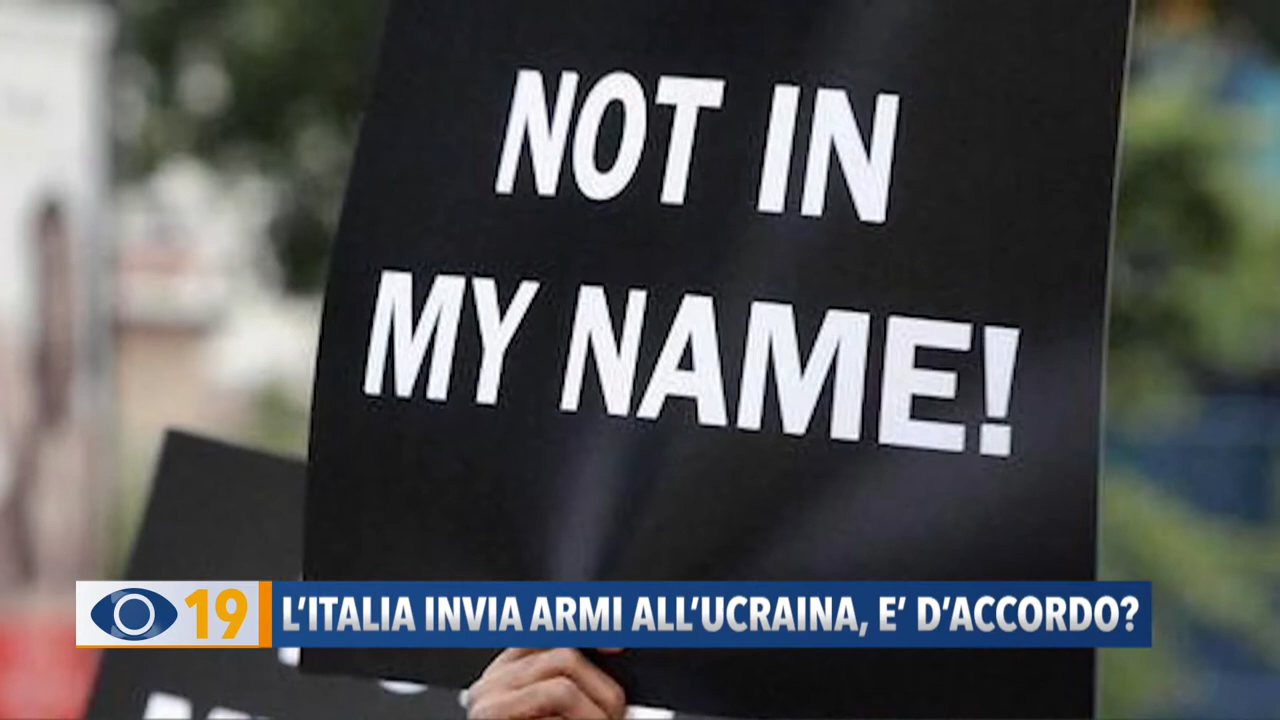 NOT IN
MY NAME!
19
L'ITALIA INVIA ARMI ALL'UCRAINA, E' D'ACCORDO?